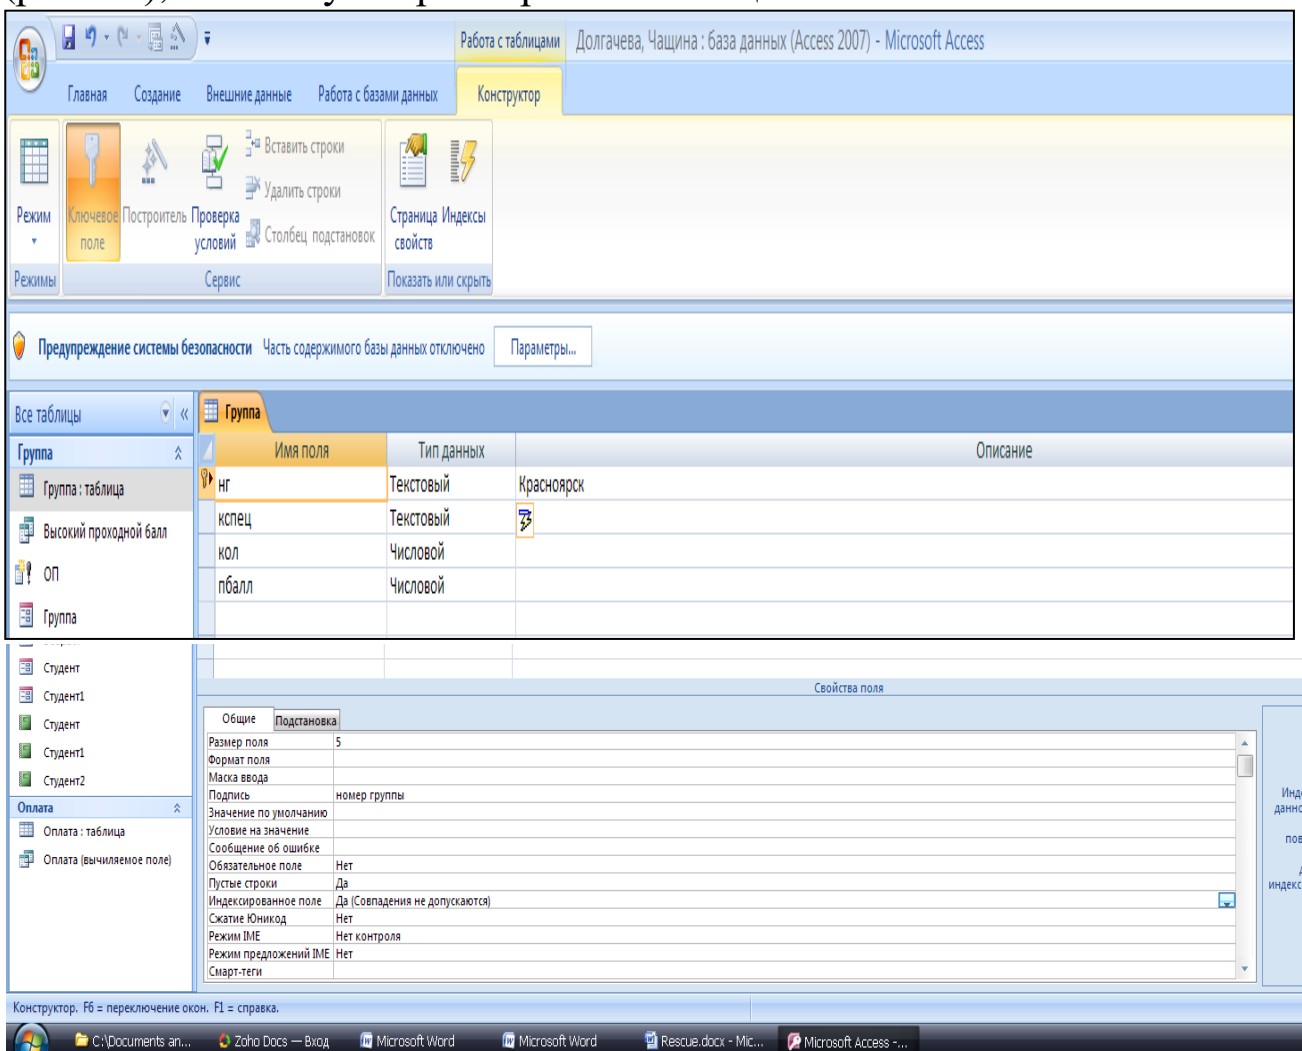 Работа с таблицами Долгачева, Чащина : база данных (Access 2007) - Microsoft Access
Главная Создание Внешние данные Работа с базами данных Конструктор
Вставить строки
Удалить строки
Режим Ключевое Построитель Проверка Страница Индексы
поле условий Столбец подстановок свойств
Режимы Сервис Показать или скрыть
Предупреждение системы безопасности Часть содержимого базы данных отключено Параметры...
Все таблицы « Группа
Группа Имя поля Тип данных Описание
Группа : таблица нг Текстовый Красноярск
Высокий проходной балл кспец Текстовый
ОП кол Числовой
Группа пбалл Числовой
Студент
Студент1 Свойства поля
Студент Общие Подстановка
Студент1 Размер поля 5
Студент2 Формат поля
Маска ввода
Подпись номер группы
Оплата Значение по умолчанию
Оплата : таблица Условие на значение
Сообщение об ошибке
Оплата (вычиляемое поле) Обязательное поле Нет
Пустые строки Да
Индексированное поле Да (Совпадения не допускаются)
Сжатие Юникод Нет
Режим IME Нет контроля
Режим предложений IME Нет
Смарт-теги
Конструктор. F6 = переключение окон. F1 = справка.
C:\Documents an... Zoho Docs — Вход Microsoft Word Microsoft Word Rescue.docx - Mic... Microsoft Access -...